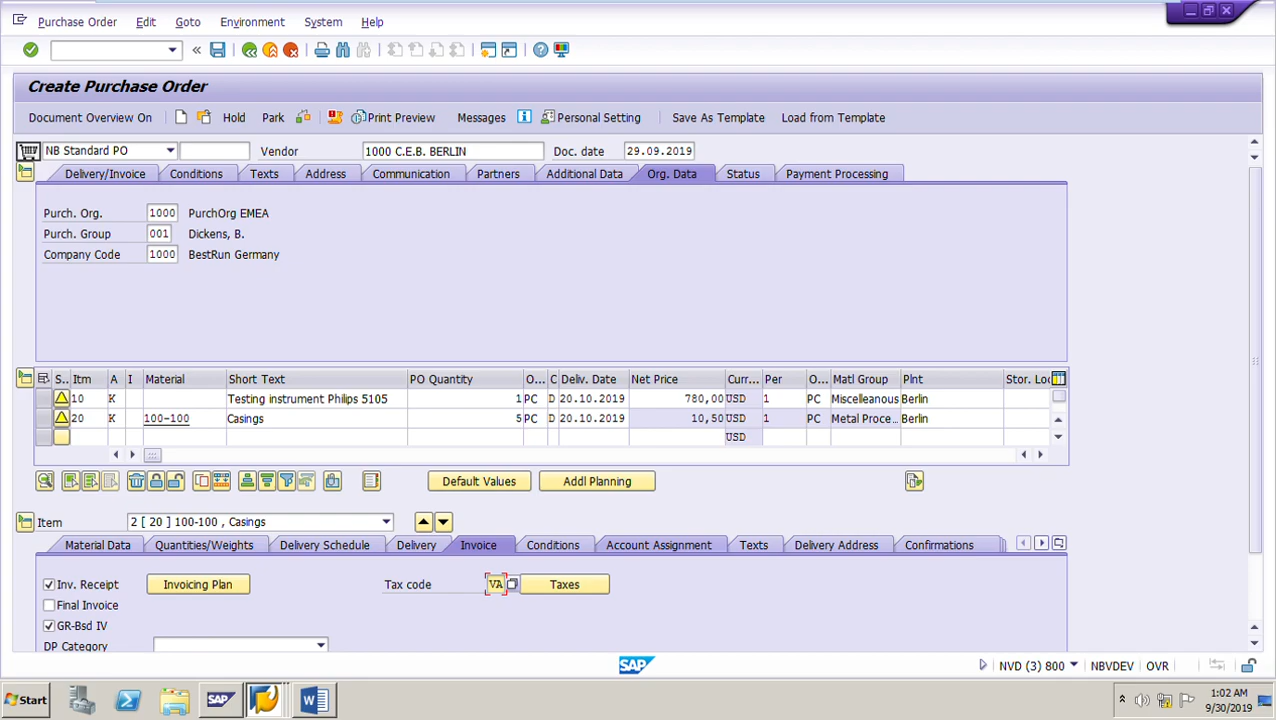 Purchase Order Edit Goto Environment System Help
Create Purchase Order
Document Overview On Hold Park Print Preview Messages Personal Setting Save As Template Load from Template
NB Standard PO Vendor 1000 C.E.B. BERLIN Doc. date 29.09.2019
Delivery/Invoice Conditions Texts Address Communication Partners Additional Data Org. Data Status Payment Processing
Purch. Org. 1000 PurchOrg EMEA
Purch. Group 001 Dickens, B.
Company Code 1000 BestRun Germany
S.. Itm A I Material Short Text PO Quantity O... C Deliv. Date Net Price Curr... Per O... Matl Group Plnt Stor. Lo
10 K Testing instrument Philips 5105 1 PC D 20.10.2019 780,00 USD 1 PC Miscelleanous Berlin
20 K 100-100 Casings 5 PC D 20.10.2019 10,50 USD 1 PC Metal Proce... Berlin
USD
Default Values Addl Planning
Item 2 [ 20 ] 100-100 , Casings
Material Data Quantities/Weights Delivery Schedule Delivery Invoice Conditions Account Assignment Texts Delivery Address Confirmations
Inv. Receipt Invoicing Plan Tax code VA Taxes
Final Invoice
GR-Bsd IV
DP Category
SAP NVD (3) 800 NBVDEV OVR
Start SAP 1:02 AM
9/30/2019